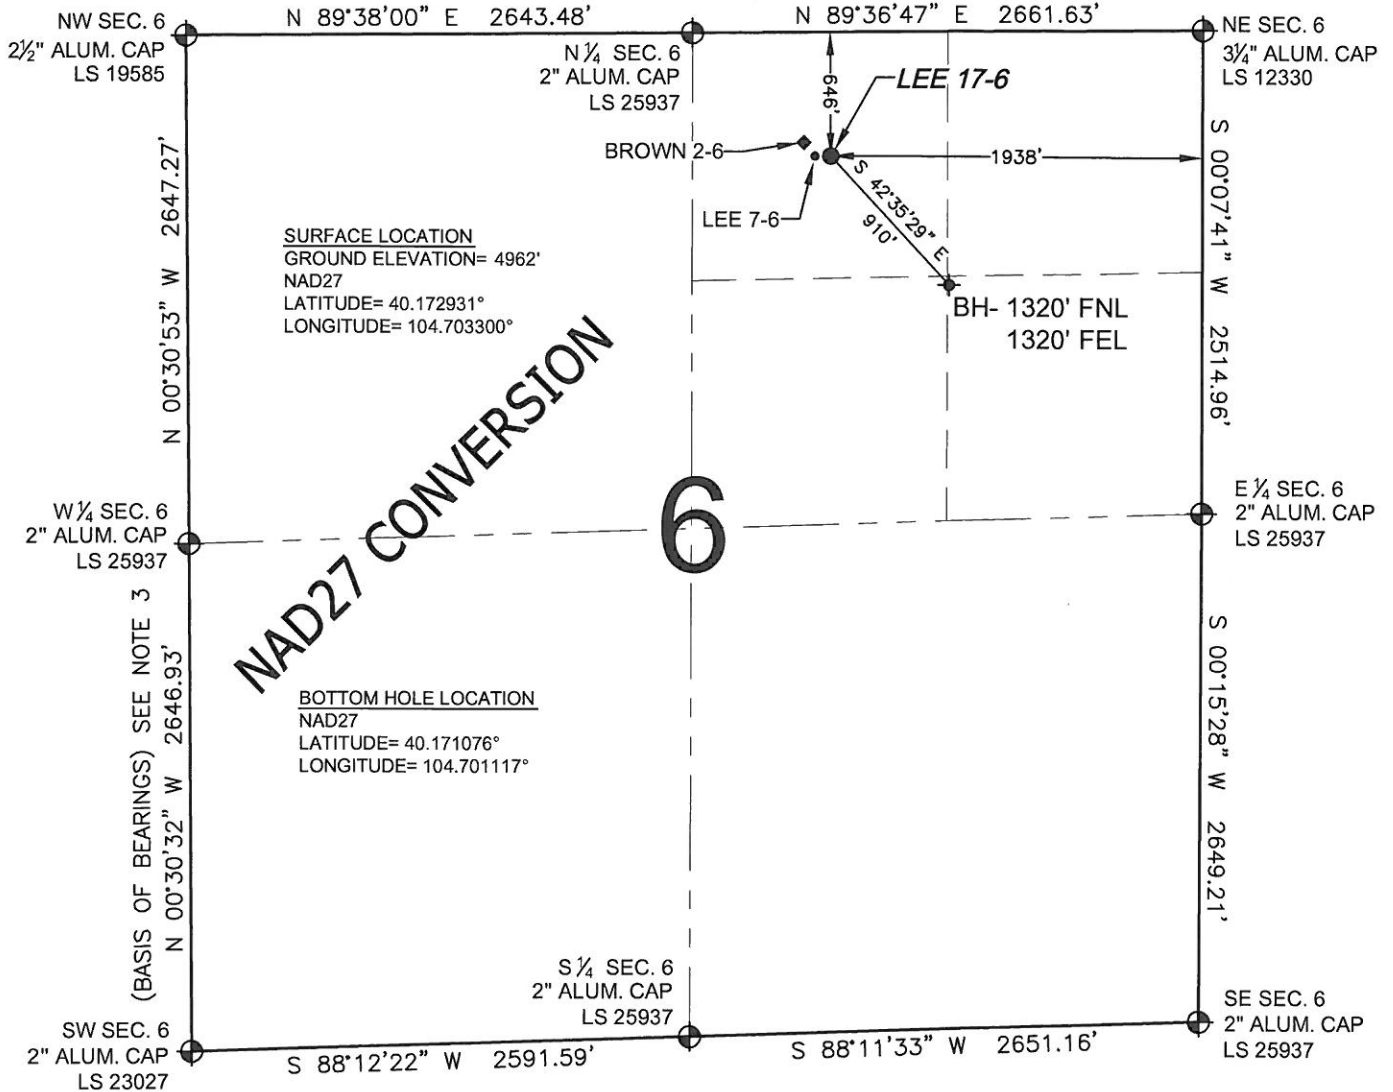 N 89°38'00" E 2643.48'
N 89°36'47" E 2661.63'
NW SEC. 6
2½" ALUM. CAP
LS 19585
N ¼ SEC. 6
2" ALUM. CAP
LS 25937
NE SEC. 6
3¼" ALUM. CAP
LS 12330
646'
LEE 17-6
BROWN 2-6
1938'
LEE 7-6
S 42°35'29" E
910'
BH- 1320' FNL
1320' FEL
N 00°30'53" W 2647.27'
S 00°07'41" W 2514.96'
SURFACE LOCATION
GROUND ELEVATION= 4962'
NAD27
LATITUDE= 40.172931°
LONGITUDE= 104.703300°
NAD27 CONVERSION
6
W ¼ SEC. 6
2" ALUM. CAP
LS 25937
E ¼ SEC. 6
2" ALUM. CAP
LS 25937
(BASIS OF BEARINGS) SEE NOTE 3
N 00°30'32" W 2646.93'
S 00°15'28" W 2649.21'
BOTTOM HOLE LOCATION
NAD27
LATITUDE= 40.171076°
LONGITUDE= 104.701117°
S ¼ SEC. 6
2" ALUM. CAP
LS 25937
SW SEC. 6
2" ALUM. CAP
LS 23027
SE SEC. 6
2" ALUM. CAP
LS 25937
S 88°12'22" W 2591.59'
S 88°11'33" W 2651.16'